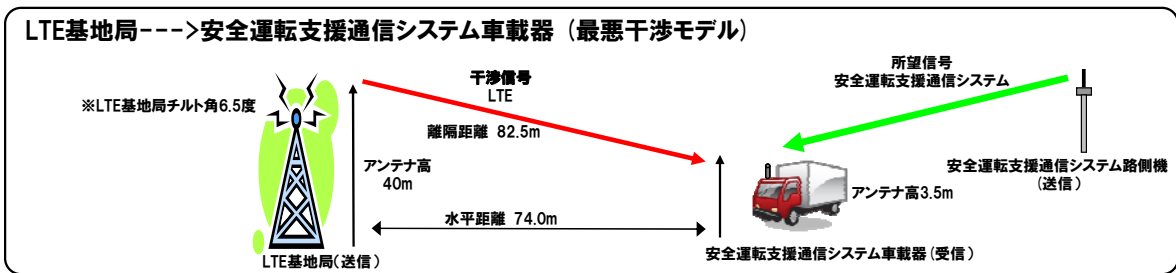 LTE基地局--->安全運転支援通信システム車載器（最悪干渉モデル）
※LTE基地局チルト角6.5度
干渉信号
LTE
離隔距離 82.5m
アンテナ高
40m
水平距離 74.0m
LTE基地局(送信)
所望信号
安全運転支援通信システム
アンテナ高3.5m
安全運転支援通信システム路側機
(送信)
安全運転支援通信システム車載器(受信)